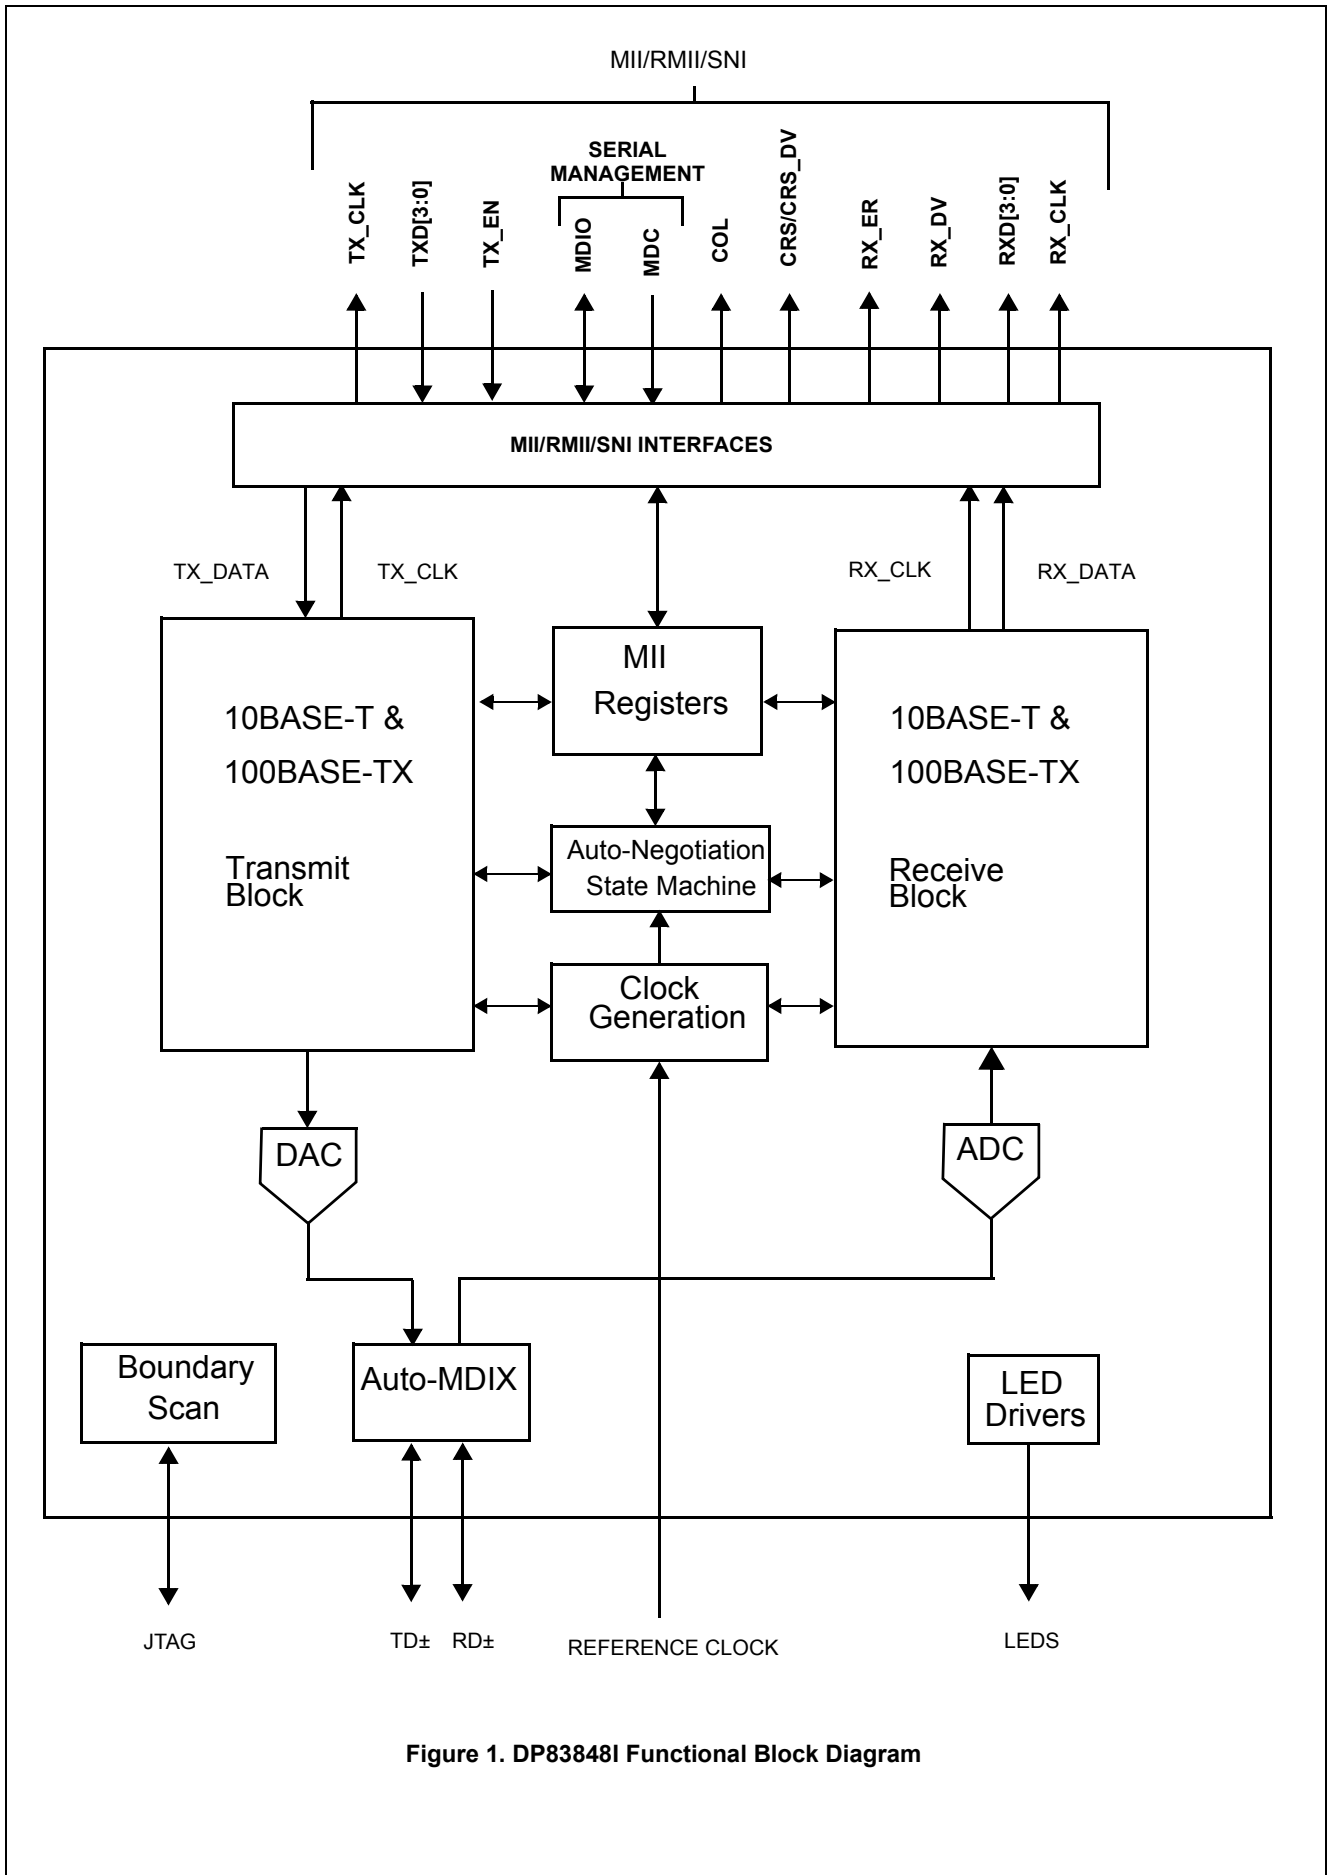 MII/RMII/SNI
SERIAL
MANAGEMENT
TX_CLK
TXD[3:0]
TX_EN
MDIO
MDC
COL
CRS/CRS_DV
RX_ER
RX_DV
RXD[3:0]
RX_CLK
MII/RMII/SNI INTERFACES
TX_DATA
TX_CLK
RX_CLK
RX_DATA
10BASE-T &
100BASE-TX
Transmit
Block
MII
Registers
Auto-Negotiation
State Machine
Clock
Generation
10BASE-T &
100BASE-TX
Receive
Block
DAC
ADC
Boundary
Scan
Auto-MDIX
LED
Drivers
JTAG
TD±
RD±
REFERENCE CLOCK
LEDS
Figure 1. DP83848I Functional Block Diagram